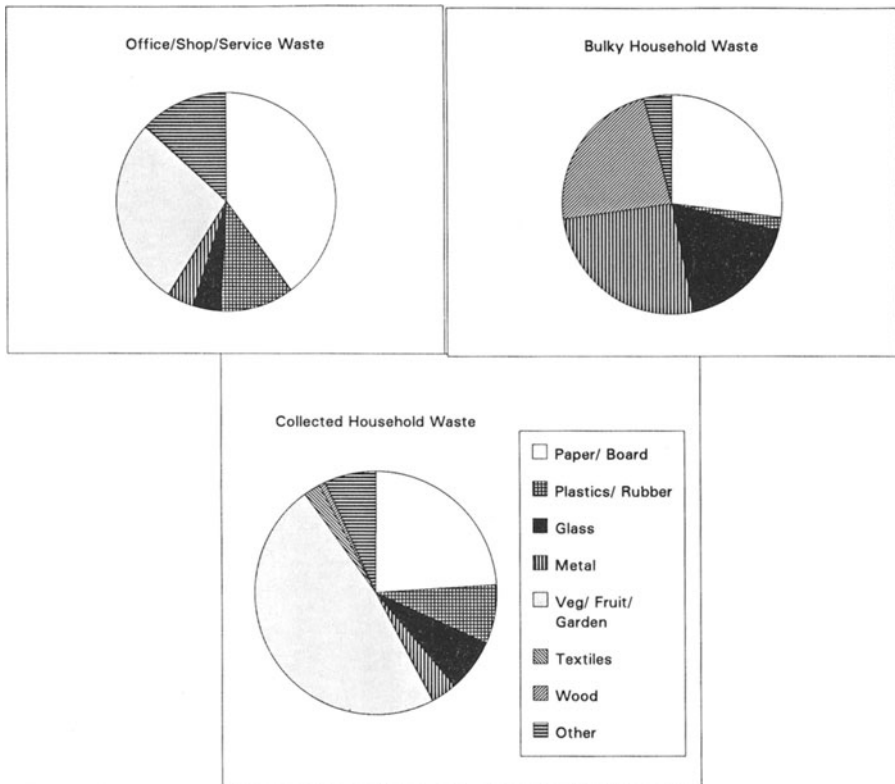 Office/Shop/Service Waste
Bulky Household Waste
Collected Household Waste
Paper/ Board
Plastics/ Rubber
Glass
Metal
Veg/ Fruit/
Garden
Textiles
Wood
Other